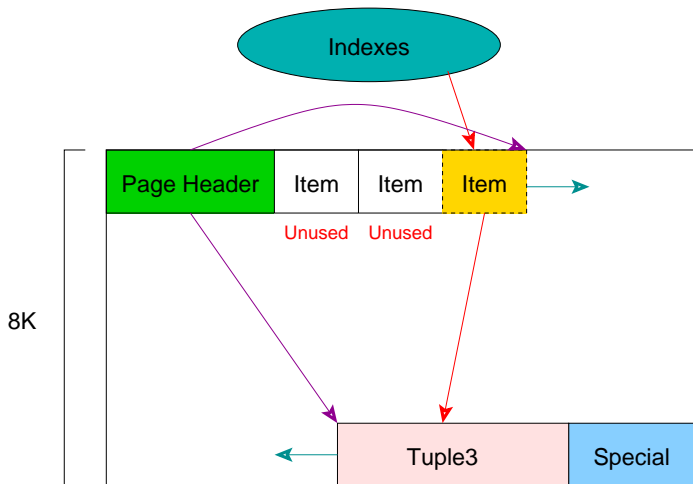 Indexes
Page Header Item Item Item
Unused Unused
8K
Tuple3 Special